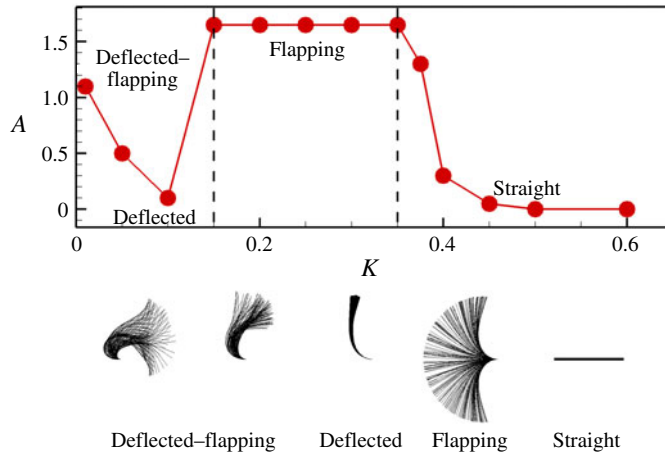 1.5
1.0
0.5
0
A
Deflected–
flapping
Flapping
Deflected
Straight
0 0.2 0.4 0.6
K
Deflected–flapping Deflected Flapping Straight